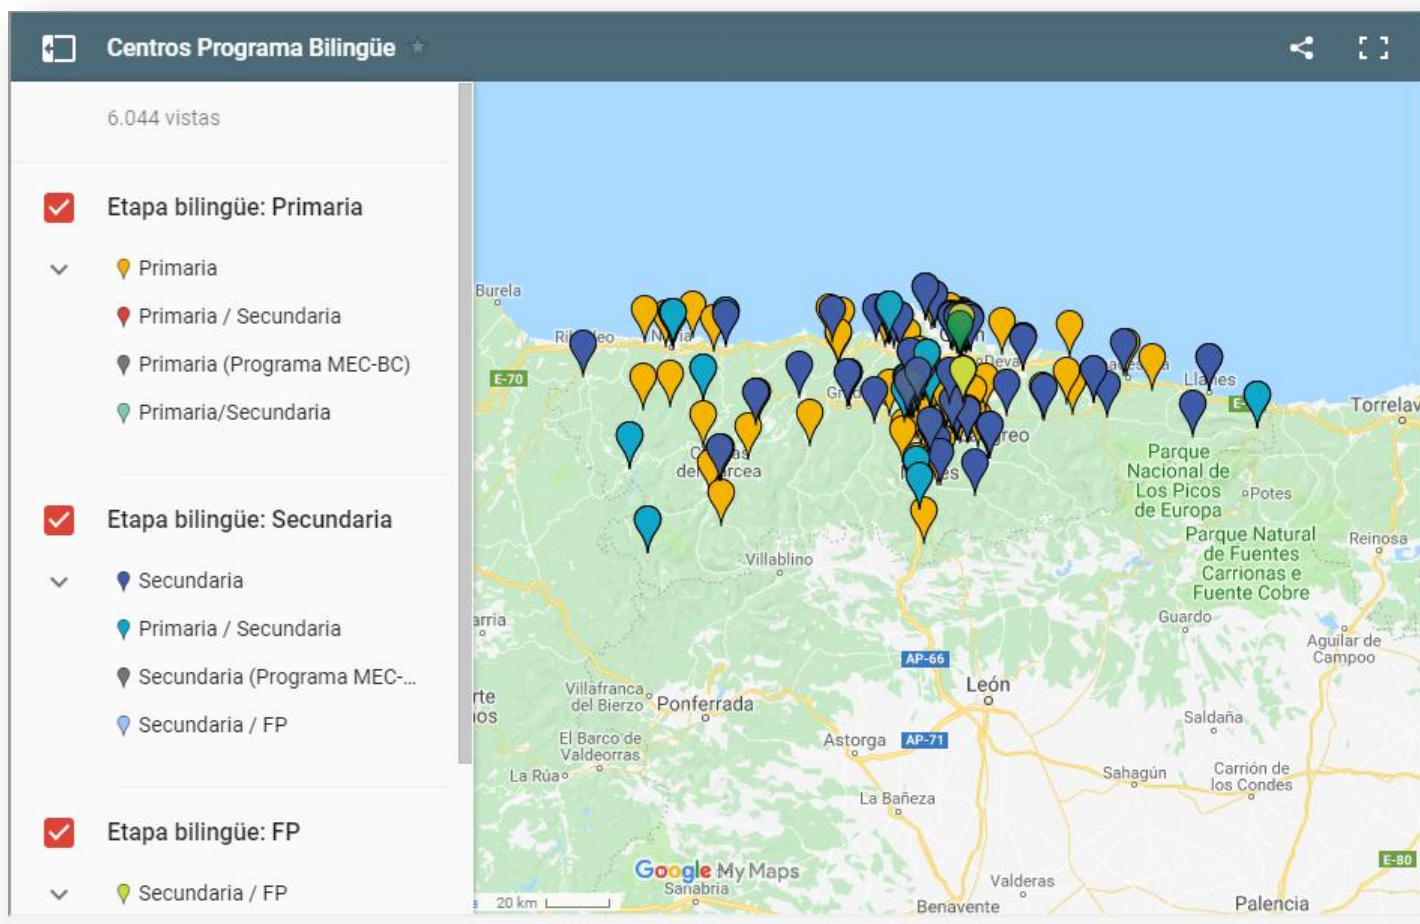 Centros Programa Bilingüe
6.044 vistas
Etapa bilingüe: Primaria
Primaria
Primaria / Secundaria
Primaria (Programa MEC-BC)
Primaria/Secundaria
Etapa bilingüe: Secundaria
Secundaria
Primaria / Secundaria
Secundaria (Programa MEC-...
Secundaria / FP
Etapa bilingüe: FP
Secundaria / FP
Burela
E-70
Deva
Llanes
Torrelav
Parque
Nacional de
Los Picos
de Europa
Potes
Parque Natural
de Fuentes
Carrionas e
Fuente Cobre
Reinosa
Villablino
arria
Guardo
Aguilar de
Campoo
AP-66
León
rte
ños
Villafranca
del Bierzo
Ponferrada
Saldaña
El Barco de
Valdeorras
Astorga
AP-71
La Rúa
Sahagún
Carrión de
los Condes
La Bañeza
E-80
Google My Maps
Sanabria
Valderas
20 km
Benavente
Palencia